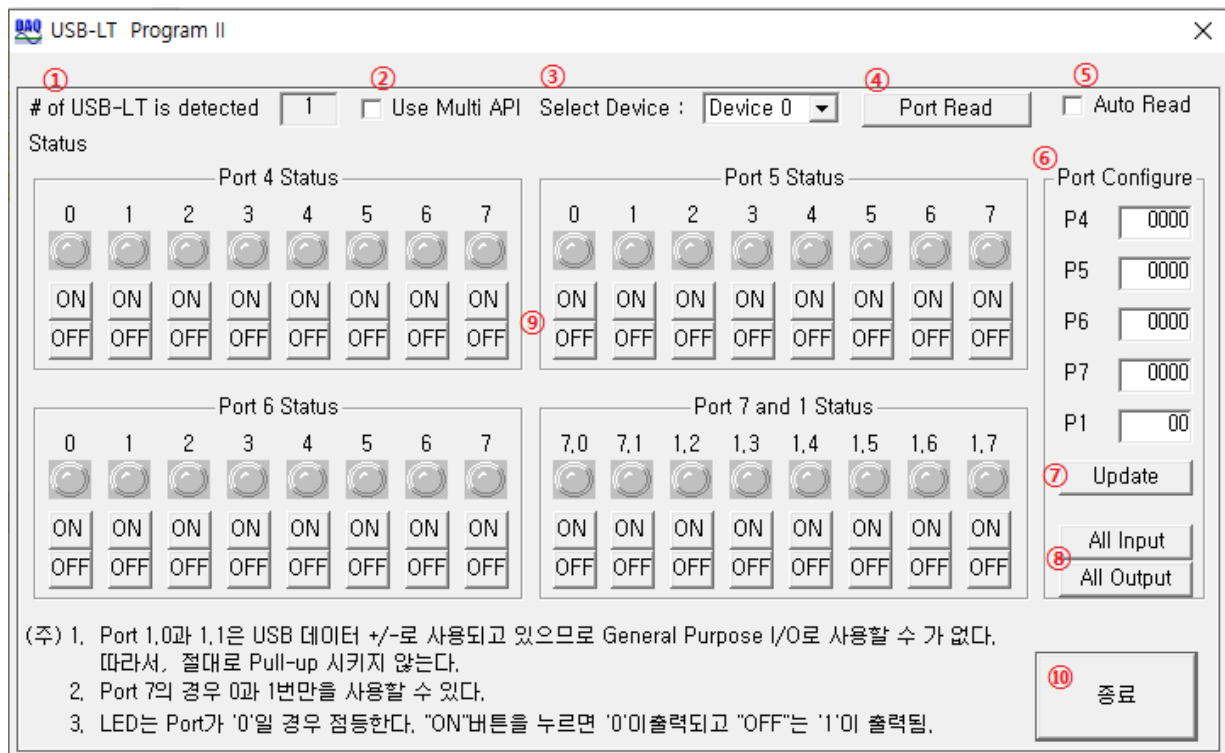 DAQ USB-LT Program II
① ② ③ ④ ⑤
# of USB-LT is detected 1 Use Multi API Select Device : Device 0 Port Read Auto Read
Status
⑥
Port 4 Status Port 5 Status Port Configure
0 1 2 3 4 5 6 7 0 1 2 3 4 5 6 7 P4 0000
P5 0000
ON ON ON ON ON ON ON ON ON ON ON ON ON ON ON ON
⑨ P6 0000
OFF OFF OFF OFF OFF OFF OFF OFF OFF OFF OFF OFF OFF OFF OFF OFF
P7 0000
Port 6 Status Port 7 and 1 Status
P1 00
0 1 2 3 4 5 6 7 7,0 7,1 1,2 1,3 1,4 1,5 1,6 1,7
⑦ Update
ON ON ON ON ON ON ON ON ON ON ON ON ON ON ON ON
All Input
⑧
OFF OFF OFF OFF OFF OFF OFF OFF OFF OFF OFF OFF OFF OFF OFF OFF
All Output
(주) 1, Port 1,0과 1,1은 USB 데이터 +/-로 사용되고 있으므로 General Purpose I/O로 사용할 수 가 없다,
따라서, 절대로 Pull-up 시키지 않는다,
2, Port 7의 경우 0과 1번만을 사용할 수 있다,
3, LED는 Port가 '0'일 경우 점등한다, "ON"버튼을 누르면 '0'이출력되고 "OFF"는 '1'이 출력됨,
⑩ 종료